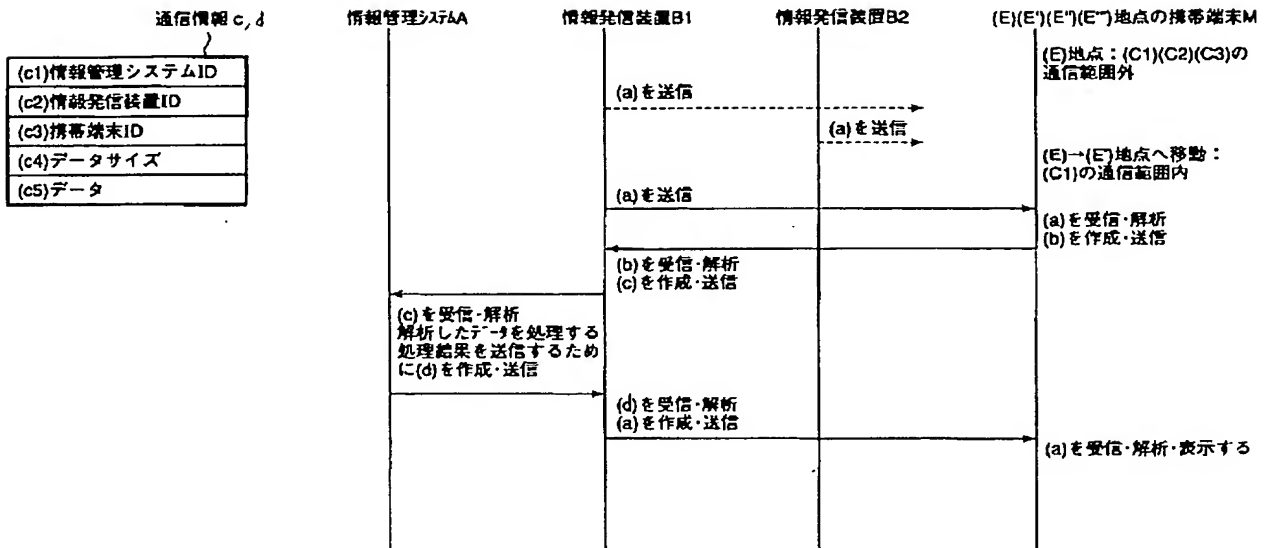 通信情報c,d
(c1)情報管理システムID
(c2)情報発信装置ID
(c3)携帯端末ID
(c4)データサイズ
(c5)データ
情報管理システムA
情報発信装置B1
情報発信装置B2
(E)(E')(E'')(E''')地点の携帯端末M
(E)地点：(C1)(C2)(C3)の
通信範囲外
(a)を送信
(a)を送信
(E)→(E')地点へ移動：
(C1)の通信範囲内
(a)を送信
(a)を受信･解析
(b)を作成･送信
(b)を受信･解析
(c)を作成･送信
(c)を受信･解析
解析したデータを処理する
処理結果を送信するため
に(d)を作成･送信
(d)を受信･解析
(a)を作成･送信
(a)を受信･解析･表示する